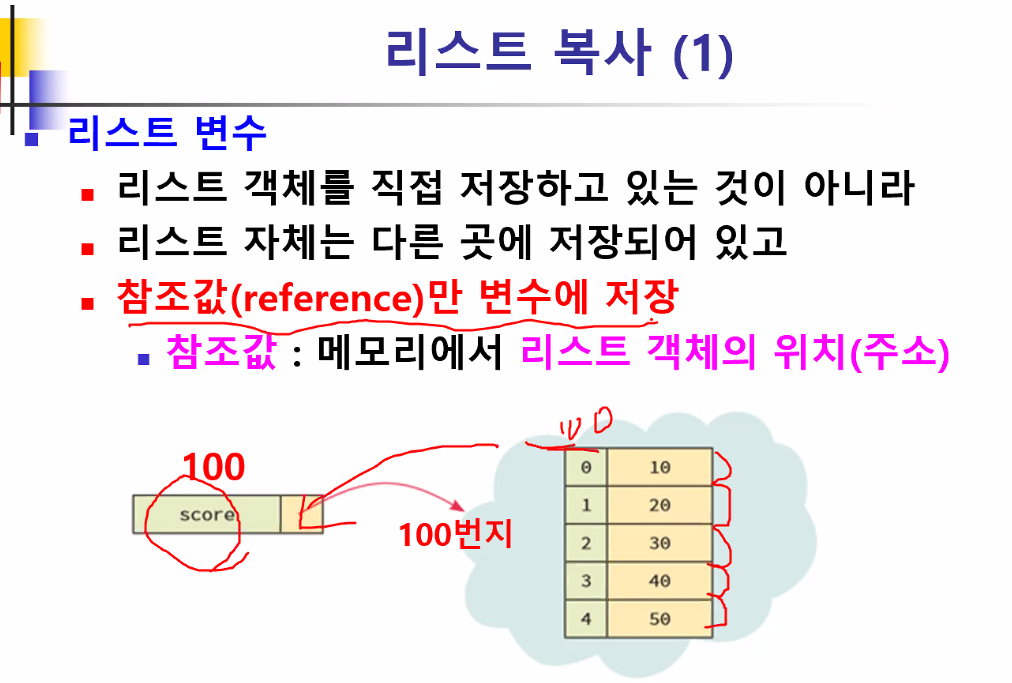 리스트 복사 (1)
리스트 변수
리스트 객체를 직접 저장하고 있는 것이 아니라
리스트 자체는 다른 곳에 저장되어 있고
참조값(reference)만 변수에 저장
참조값 : 메모리에서 리스트 객체의 위치(주소)
100
100
score
100번지
0 10
1 20
2 30
3 40
4 50